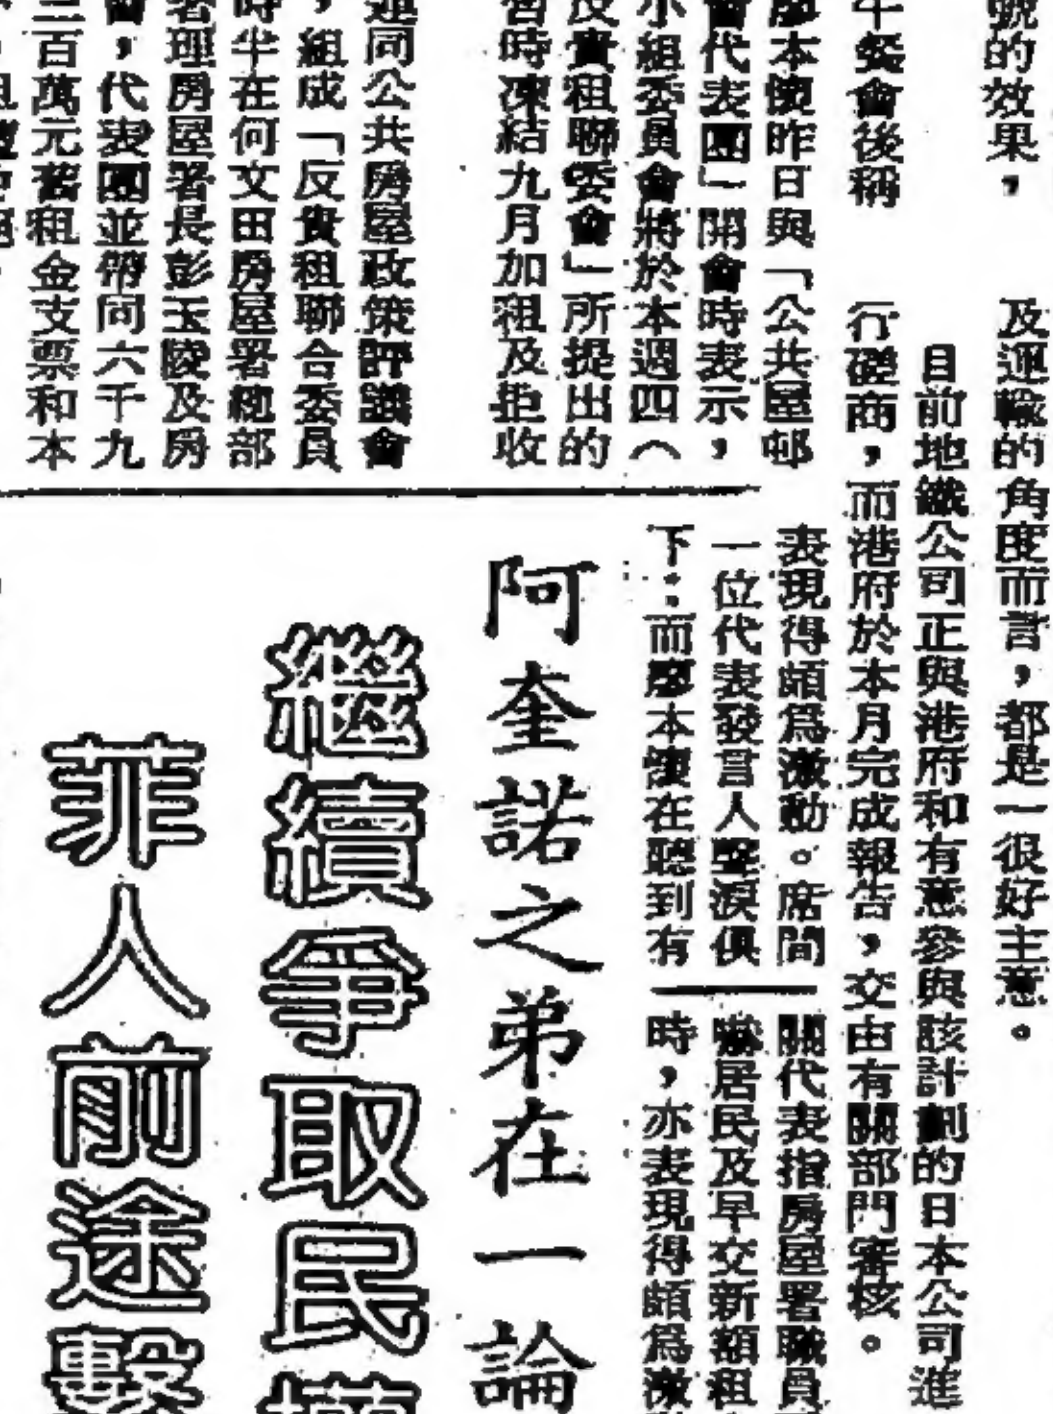 號的效果，
及運輸的角度而言，都是一很好主意。
目前地鐵公司正與港府和有意參與該計劃的日本公司進
行磋商，而港府於本月完成報告，交由有關部門審核。
午餐會後稱
廖本懷昨日與「公共屋邨
會代表團」開會時表示，
小組委員會將於本週四（
反貴租聯委會」所提出的
暫時凍結九月加租及拒收
連同公共房屋政策評議會
，組成「反貴租聯合委員
時半在何文田房屋署總部
署理房屋署長彭玉陵及房
會，代表團並帶同六千九
二百萬元舊租金支票和本
表現得頗爲激動。席間
一位代表發言人聲淚俱
下：而廖本懷在聽到有
關代表指房屋署職員
嚇居民及早交新額租
時，亦表現得頗爲激
阿奎諾之弟在一論
繼續爭取民權
菲人前途繫